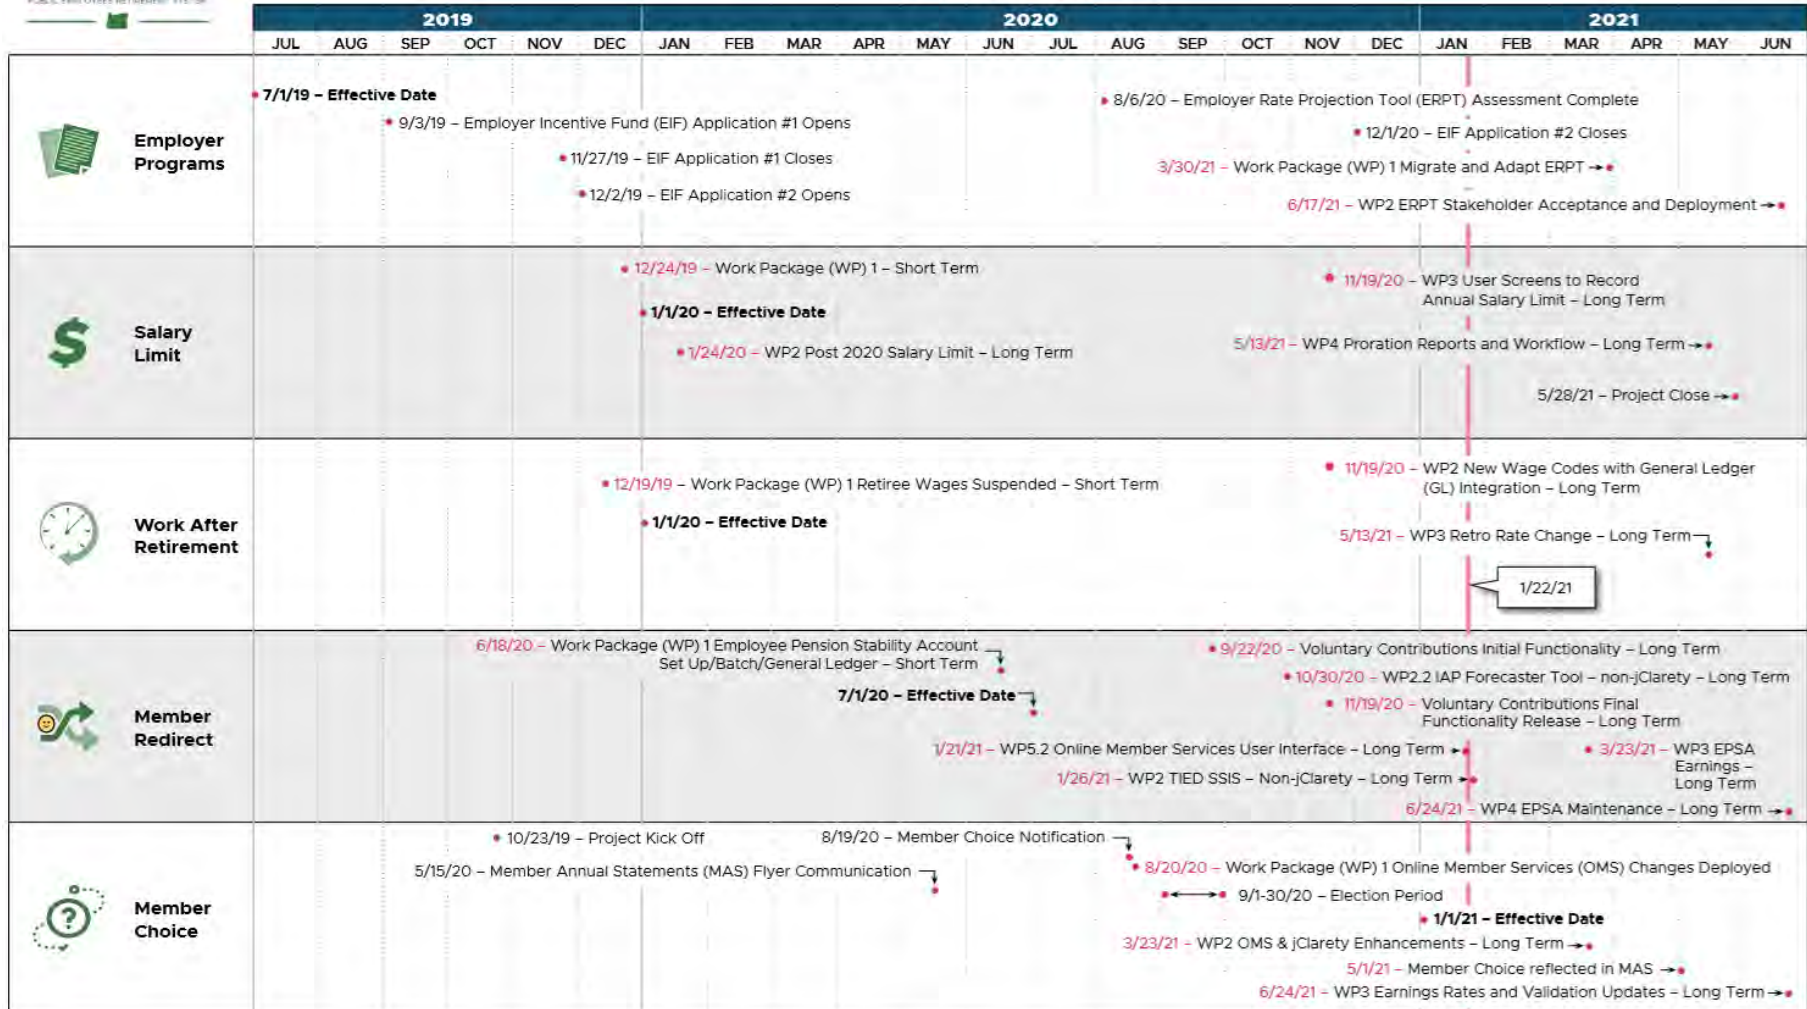 2019 2020 2021
JUL AUG SEP OCT NOV DEC JAN FEB MAR APR MAY JUN JUL AUG SEP OCT NOV DEC JAN FEB MAR APR MAY JUN
Employer
Programs
7/1/19 – Effective Date
9/3/19 – Employer Incentive Fund (EIF) Application #1 Opens
11/27/19 – EIF Application #1 Closes
12/2/19 – EIF Application #2 Opens
8/6/20 – Employer Rate Projection Tool (ERPT) Assessment Complete
12/1/20 – EIF Application #2 Closes
3/30/21 – Work Package (WP) 1 Migrate and Adapt ERPT
6/17/21 – WP2 ERPT Stakeholder Acceptance and Deployment
Salary
Limit
12/24/19 – Work Package (WP) 1 – Short Term
1/1/20 – Effective Date
1/24/20 – WP2 Post 2020 Salary Limit – Long Term
11/19/20 – WP3 User Screens to Record
Annual Salary Limit – Long Term
5/13/21 – WP4 Proration Reports and Workflow – Long Term
5/28/21 – Project Close
Work After
Retirement
12/19/19 – Work Package (WP) 1 Retiree Wages Suspended – Short Term
1/1/20 – Effective Date
11/19/20 – WP2 New Wage Codes with General Ledger
(GL) Integration – Long Term
5/13/21 – WP3 Retro Rate Change – Long Term
1/22/21
Member
Redirect
6/18/20 – Work Package (WP) 1 Employee Pension Stability Account
Set Up/Batch/General Ledger – Short Term
7/1/20 – Effective Date
9/22/20 – Voluntary Contributions Initial Functionality – Long Term
10/30/20 – WP2.2 IAP Forecaster Tool – non-jClarety – Long Term
11/19/20 – Voluntary Contributions Final
Functionality Release – Long Term
1/21/21 – WP5.2 Online Member Services User Interface – Long Term
1/26/21 – WP2 TIED SSIS – Non-jClarety – Long Term
3/23/21 – WP3 EPSA
Earnings –
Long Term
6/24/21 – WP4 EPSA Maintenance – Long Term
Member
Choice
10/23/19 – Project Kick Off
8/19/20 – Member Choice Notification
5/15/20 – Member Annual Statements (MAS) Flyer Communication
8/20/20 – Work Package (WP) 1 Online Member Services (OMS) Changes Deployed
9/1-30/20 – Election Period
1/1/21 – Effective Date
3/23/21 – WP2 OMS & jClarety Enhancements – Long Term
5/1/21 – Member Choice reflected in MAS
6/24/21 – WP3 Earnings Rates and Validation Updates – Long Term